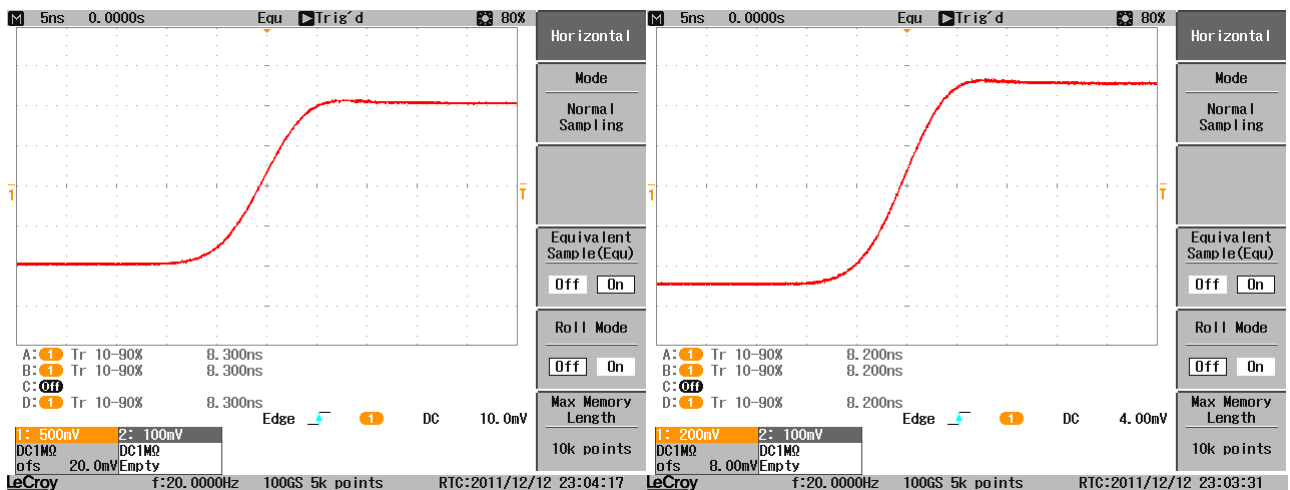 M 5ns 0.0000s Equ Trig´d 80%
Horizontal
Mode
Normal
Sampling
1
T
Equivalent
Sample(Equ)
Off On
Roll Mode
Off On
A: 1 Tr 10-90% 8.300ns
B: 1 Tr 10-90% 8.300ns
C: Off
D: 1 Tr 10-90% 8.300ns
Max Memory
Length
10k points
Edge 1 DC 10.0mV
1: 500mV 2: 100mV
DC1MΩ DC1MΩ
ofs 20.0mV Empty
LeCroy f:20.0000Hz 100GS 5k points RTC:2011/12/12 23:04:17
M 5ns 0.0000s Equ Trig´d 80%
Horizontal
Mode
Normal
Sampling
1
T
Equivalent
Sample(Equ)
Off On
Roll Mode
Off On
A: 1 Tr 10-90% 8.200ns
B: 1 Tr 10-90% 8.200ns
C: Off
D: 1 Tr 10-90% 8.200ns
Max Memory
Length
10k points
Edge 1 DC 4.00mV
1: 200mV 2: 100mV
DC1MΩ DC1MΩ
ofs 8.00mV Empty
LeCroy f:20.0000Hz 100GS 5k points RTC:2011/12/12 23:03:31